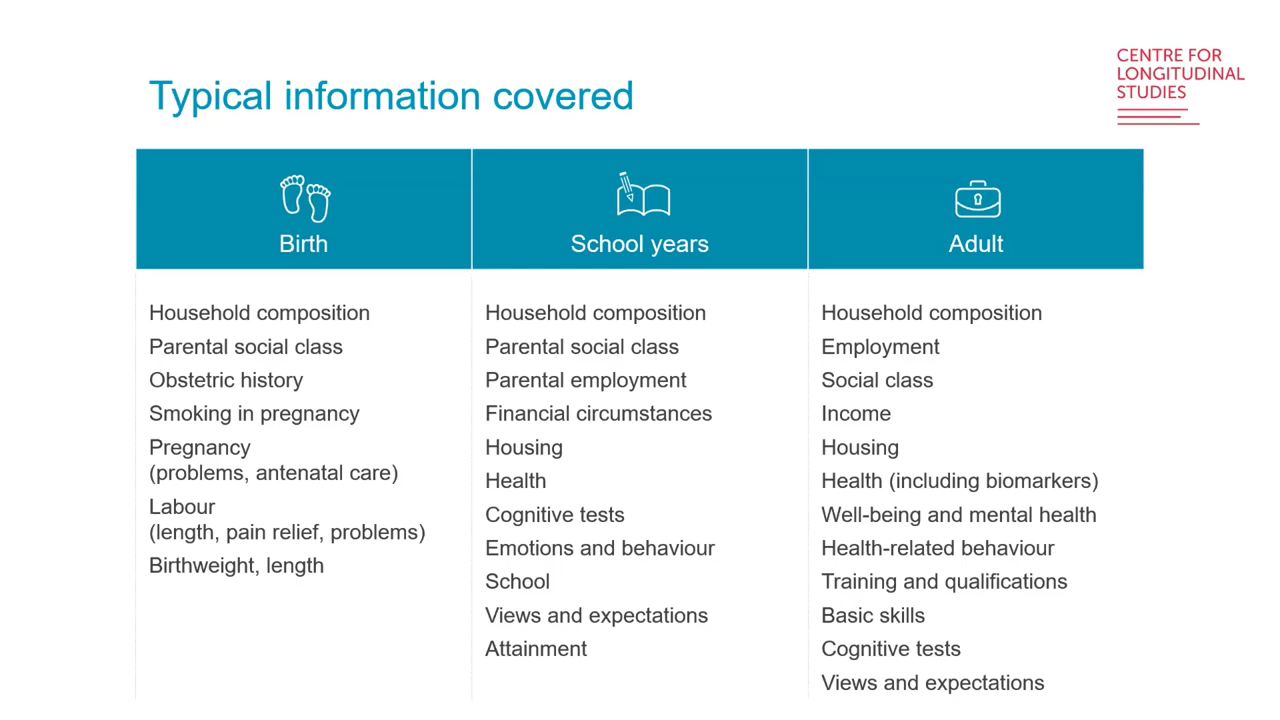 CENTRE FOR
LONGITUDINAL
STUDIES
Typical information covered
Birth
School years
Adult
Household composition
Parental social class
Obstetric history
Smoking in pregnancy
Pregnancy
(problems, antenatal care)
Labour
(length, pain relief, problems)
Birthweight, length
Household composition
Parental social class
Parental employment
Financial circumstances
Housing
Health
Cognitive tests
Emotions and behaviour
School
Views and expectations
Attainment
Household composition
Employment
Social class
Income
Housing
Health (including biomarkers)
Well-being and mental health
Health-related behaviour
Training and qualifications
Basic skills
Cognitive tests
Views and expectations